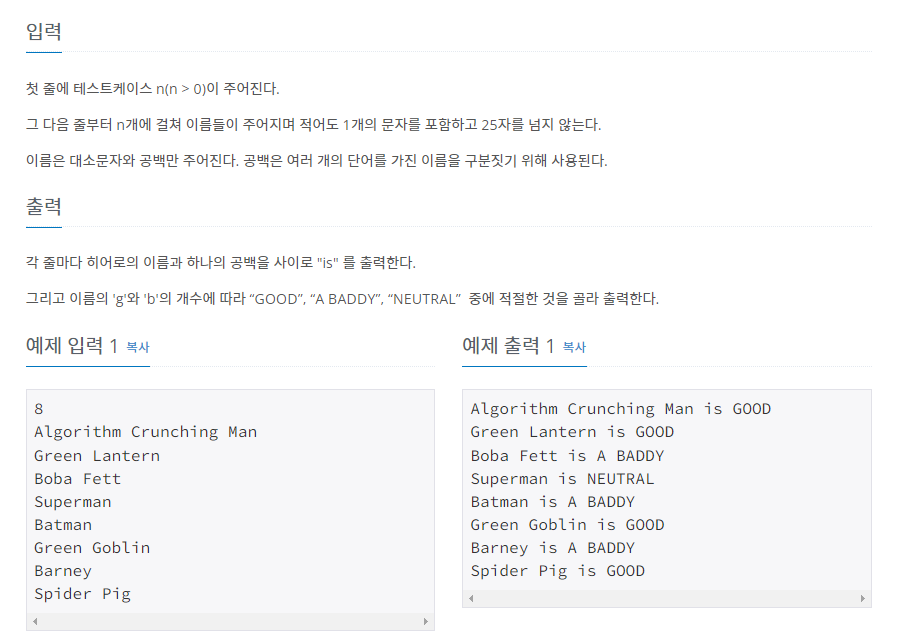 입력
첫 줄에 테스트케이스 n(n > 0)이 주어진다.
그 다음 줄부터 n개에 걸쳐 이름들이 주어지며 적어도 1개의 문자를 포함하고 25자를 넘지 않는다.
이름은 대소문자와 공백만 주어진다. 공백은 여러 개의 단어를 가진 이름을 구분짓기 위해 사용된다.
출력
각 줄마다 히어로의 이름과 하나의 공백을 사이로 "is" 를 출력한다.
그리고 이름의 'g'와 'b'의 개수에 따라 “GOOD”, “A BADDY”, “NEUTRAL” 중에 적절한 것을 골라 출력한다.
예제 입력 1 복사
8
Algorithm Crunching Man
Green Lantern
Boba Fett
Superman
Batman
Green Goblin
Barney
Spider Pig
예제 출력 1 복사
Algorithm Crunching Man is GOOD
Green Lantern is GOOD
Boba Fett is A BADDY
Superman is NEUTRAL
Batman is A BADDY
Green Goblin is GOOD
Barney is A BADDY
Spider Pig is GOOD